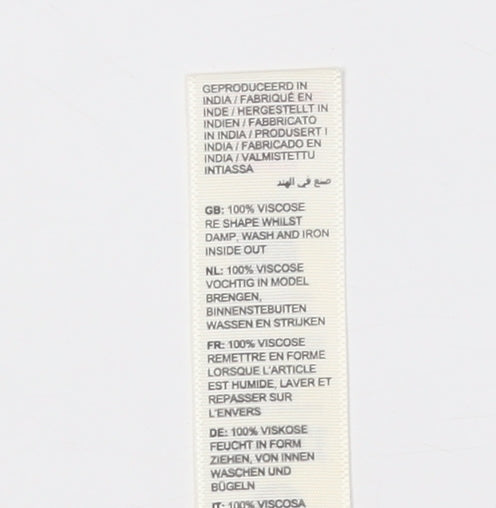 GEPRODUCEERD IN
INDIA / FABRIQUÉ EN
INDE / HERGESTELLT IN
INDIEN / FABBRICATO
IN INDIA / PRODUSERT I
INDIA / FABRICADO EN
INDIA / VALMISTETTU
INTIASSA
صنع في الهند
GB: 100% VISCOSE
RE SHAPE WHILST
DAMP, WASH AND IRON
INSIDE OUT
NL: 100% VISCOSE
VOCHTIG IN MODEL
BRENGEN,
BINNENSTEBUITEN
WASSEN EN STRIJKEN
FR: 100% VISCOSE
REMETTRE EN FORME
LORSQUE L'ARTICLE
EST HUMIDE, LAVER ET
REPASSER SUR
L'ENVERS
DE: 100% VISKOSE
FEUCHT IN FORM
ZIEHEN, VON INNEN
WASCHEN UND
BÜGELN
IT: 100% VISCOSA